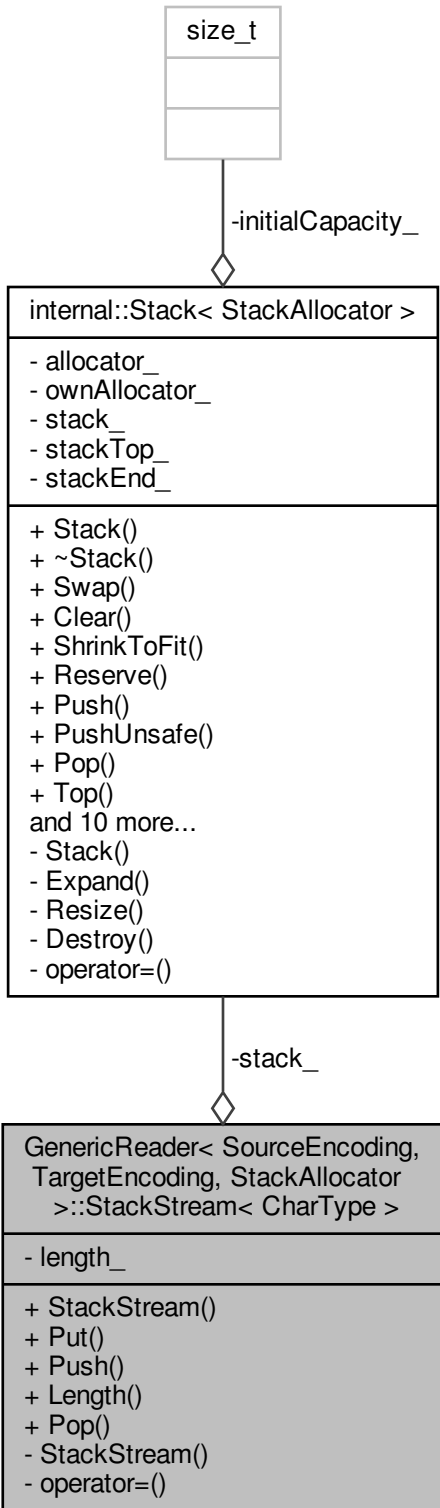 size_t
-initialCapacity_
internal::Stack< StackAllocator >
- allocator_
- ownAllocator_
- stack_
- stackTop_
- stackEnd_
+ Stack()
+ ~Stack()
+ Swap()
+ Clear()
+ ShrinkToFit()
+ Reserve()
+ Push()
+ PushUnsafe()
+ Pop()
+ Top()
and 10 more...
- Stack()
- Expand()
- Resize()
- Destroy()
- operator=()
-stack_
GenericReader< SourceEncoding,
TargetEncoding, StackAllocator
>::StackStream< CharType >
- length_
+ StackStream()
+ Put()
+ Push()
+ Length()
+ Pop()
- StackStream()
- operator=()